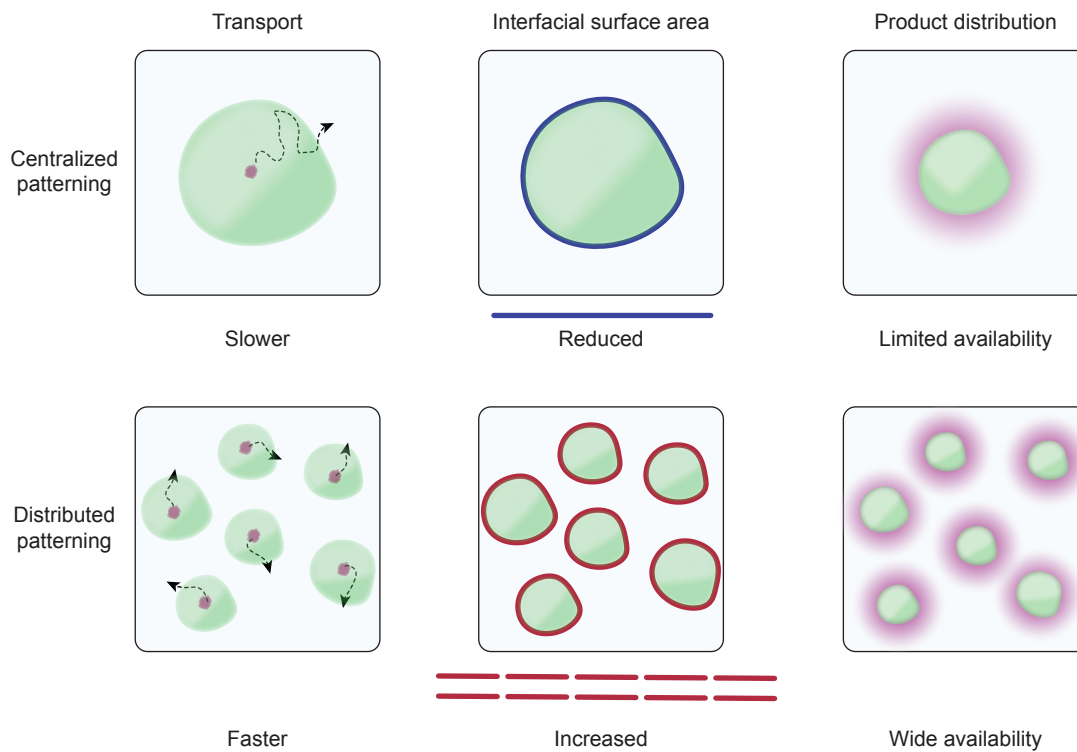 Transport
Interfacial surface area
Product distribution
Centralized
patterning
Slower
Reduced
Limited availability
Distributed
patterning
Faster
Increased
Wide availability